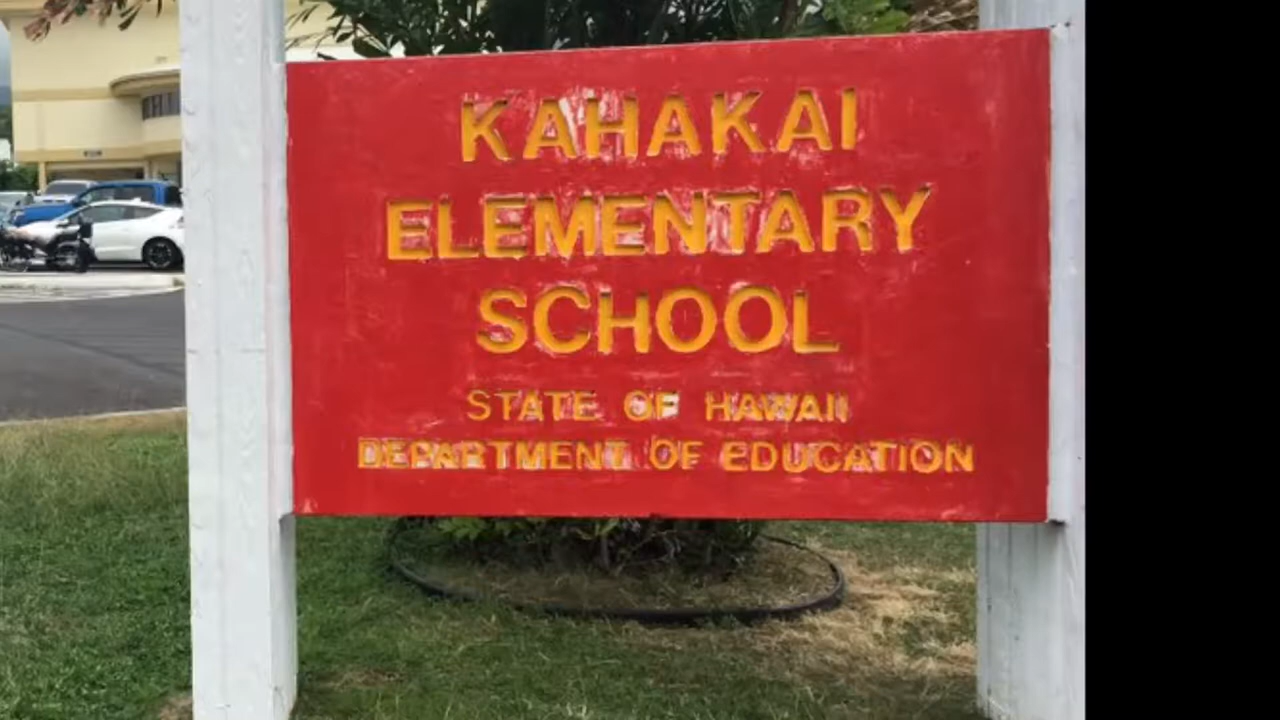 KAHAKAI
ELEMENTARY
SCHOOL
STATE OF HAWAII
DEPARTMENT OF EDUCATION